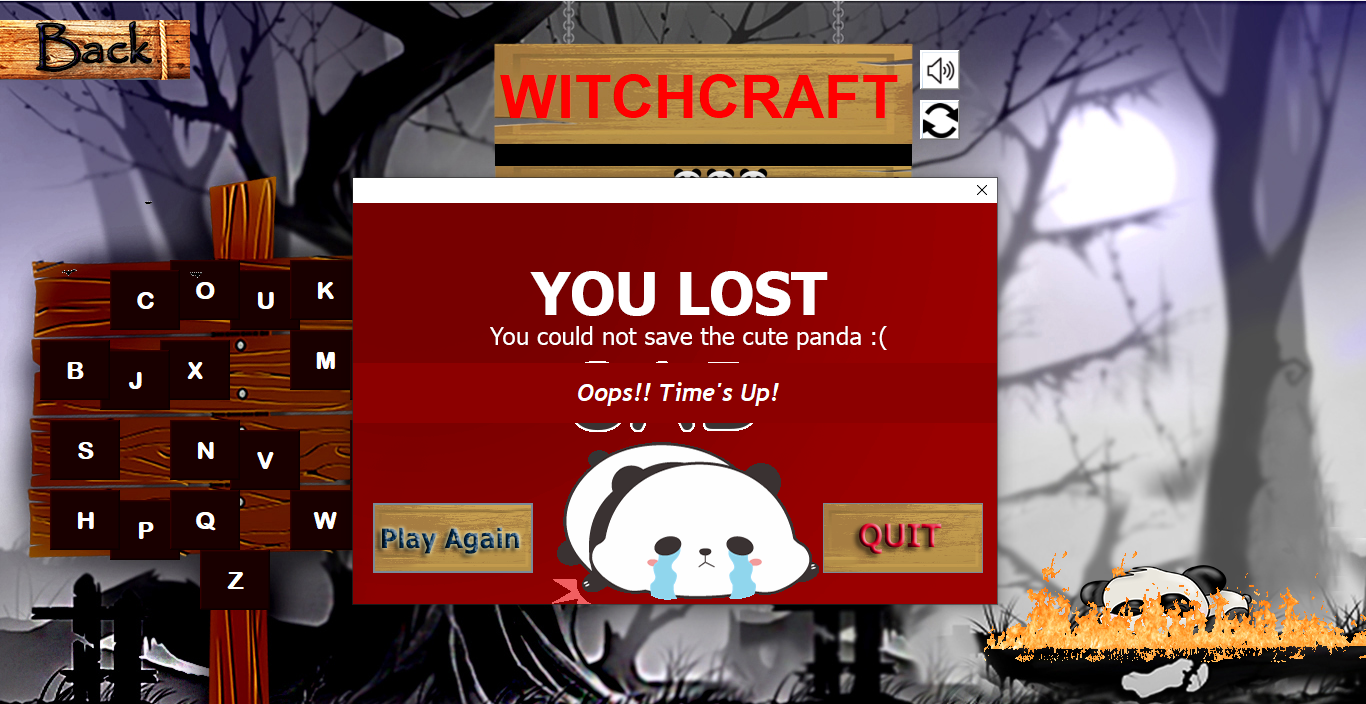 Back
WITCHCRAFT
C O U K
B J X M
S N V
H P Q W
Z
YOU LOST
You could not save the cute panda :(
Oops!! Time's Up!
Play Again
QUIT